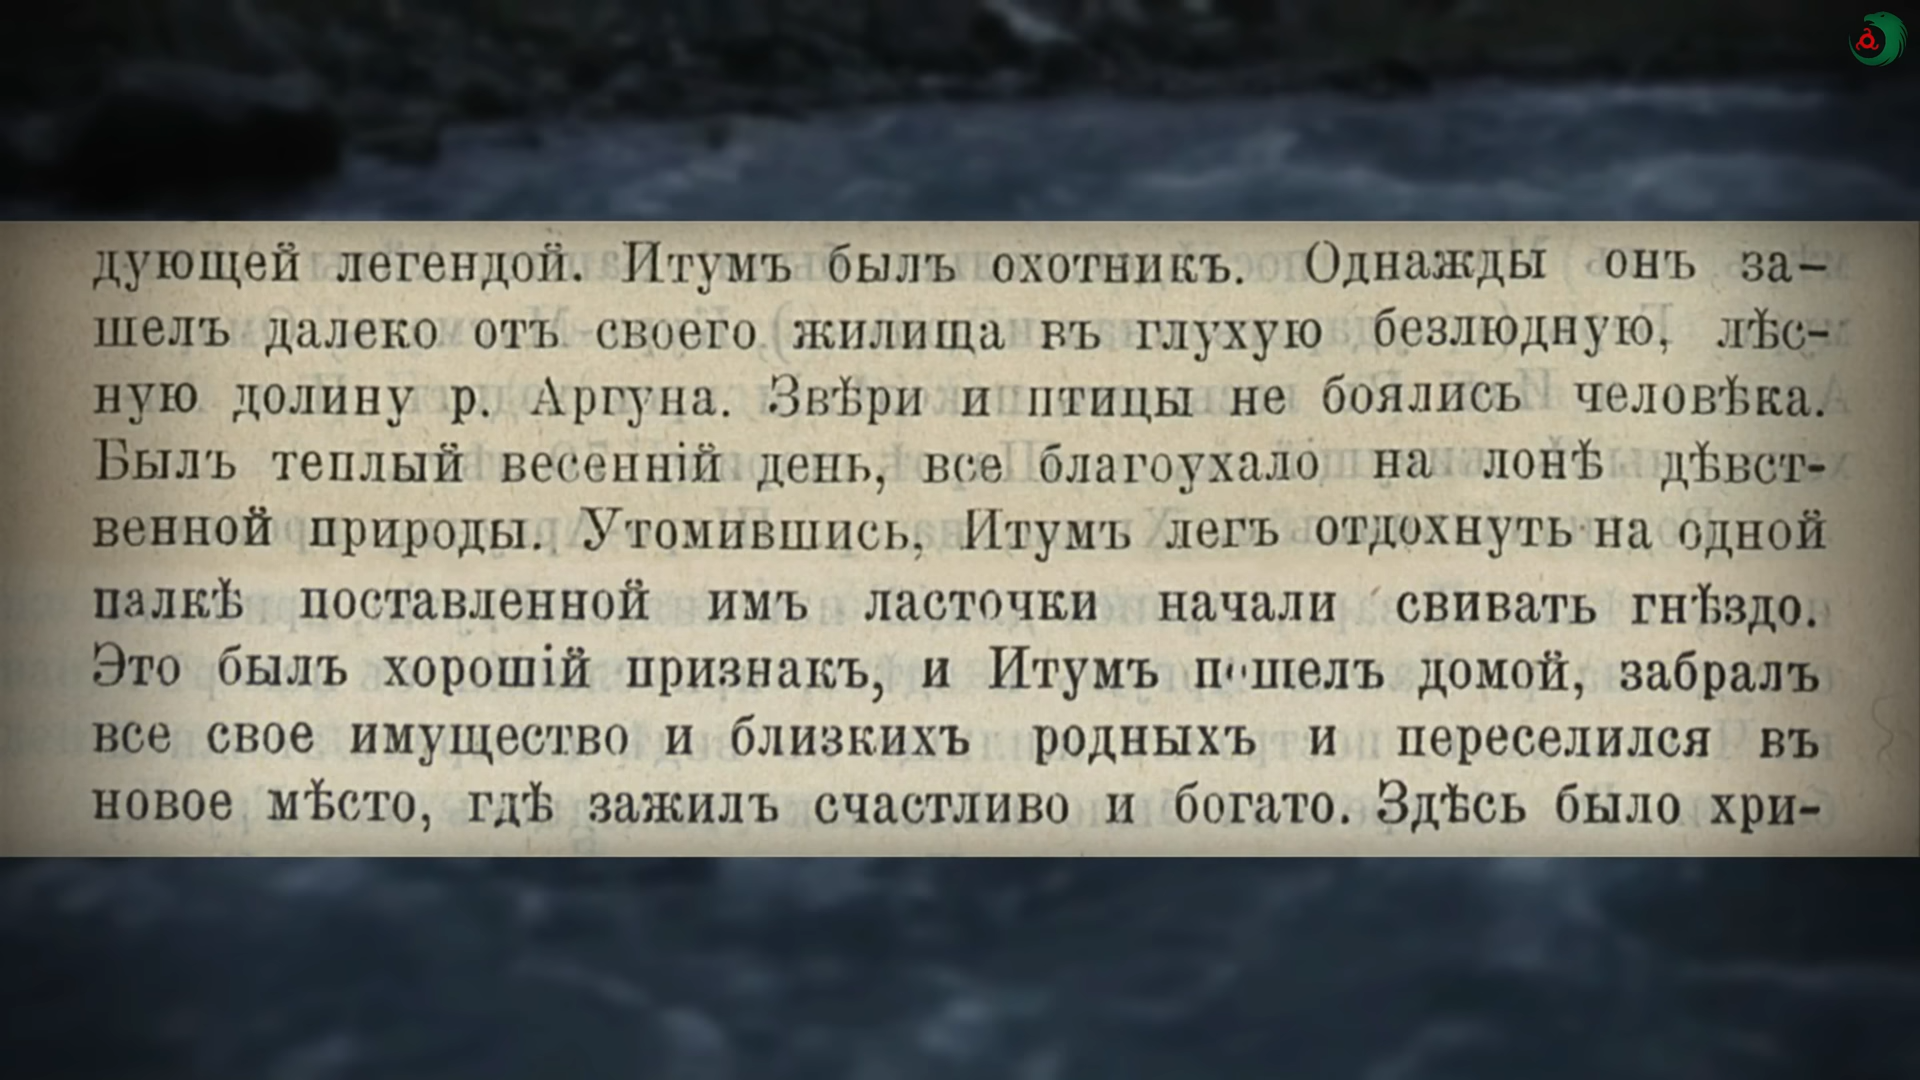 дующей легендой. Итумъ былъ охотникъ. Однажды онъ за-
шелъ далеко отъ своего жилища въ глухую безлюдную, лѣс-
ную долину р. Аргуна. Звѣри и птицы не боялись человѣка.
Былъ теплый весенній день, все благоухало на лонѣ дѣвст-
венной природы. Утомившись, Итумъ легъ отдохнуть на одной
палкѣ поставленной имъ ласточки начали свивать гнѣздо.
Это былъ хорошій признакъ, и Итумъ пошелъ домой, забралъ
все свое имущество и близкихъ родныхъ и переселился въ
новое мѣсто, гдѣ зажилъ счастливо и богато. Здѣсь было хри-